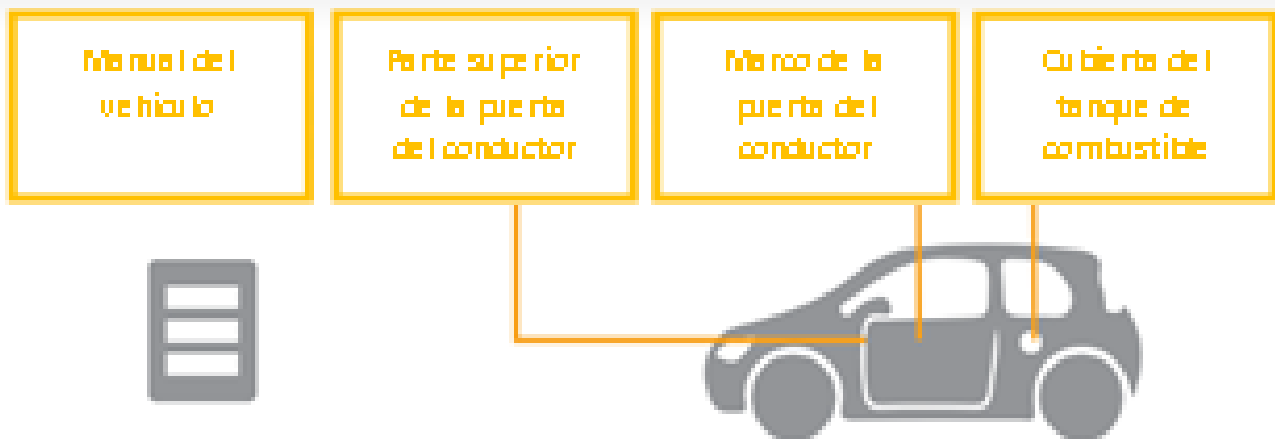 Manual del
vehículo
Parte superior
de la puerta
del conductor
Marco de la
puerta del
conductor
Cubierta del
tanque de
combustible